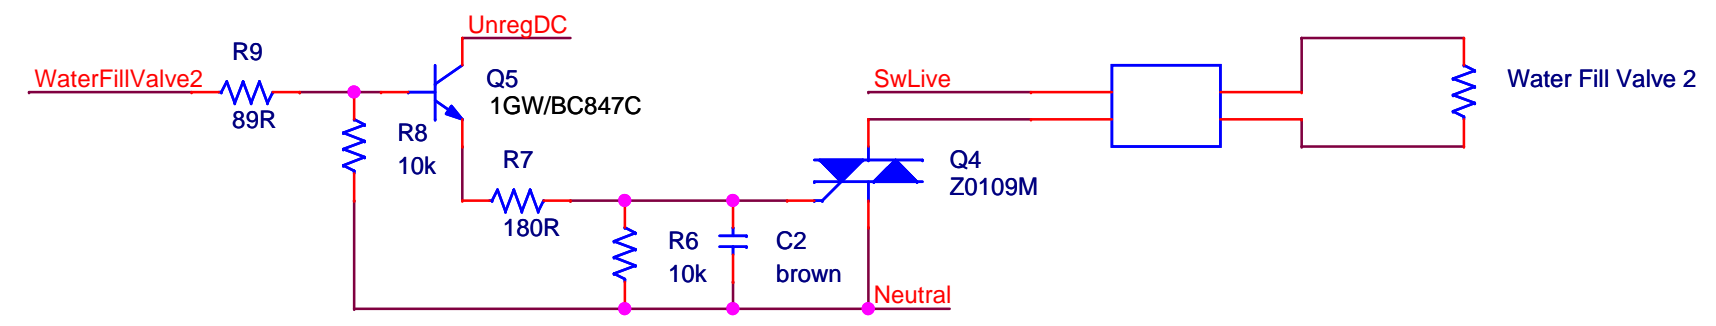 UnregDC
R9
WaterFillValve2
89R
Q5
1GW/BC847C
SwLive
Water Fill Valve 2
R8
10k
R7
180R
Q4
Z0109M
R6
10k
C2
brown
Neutral